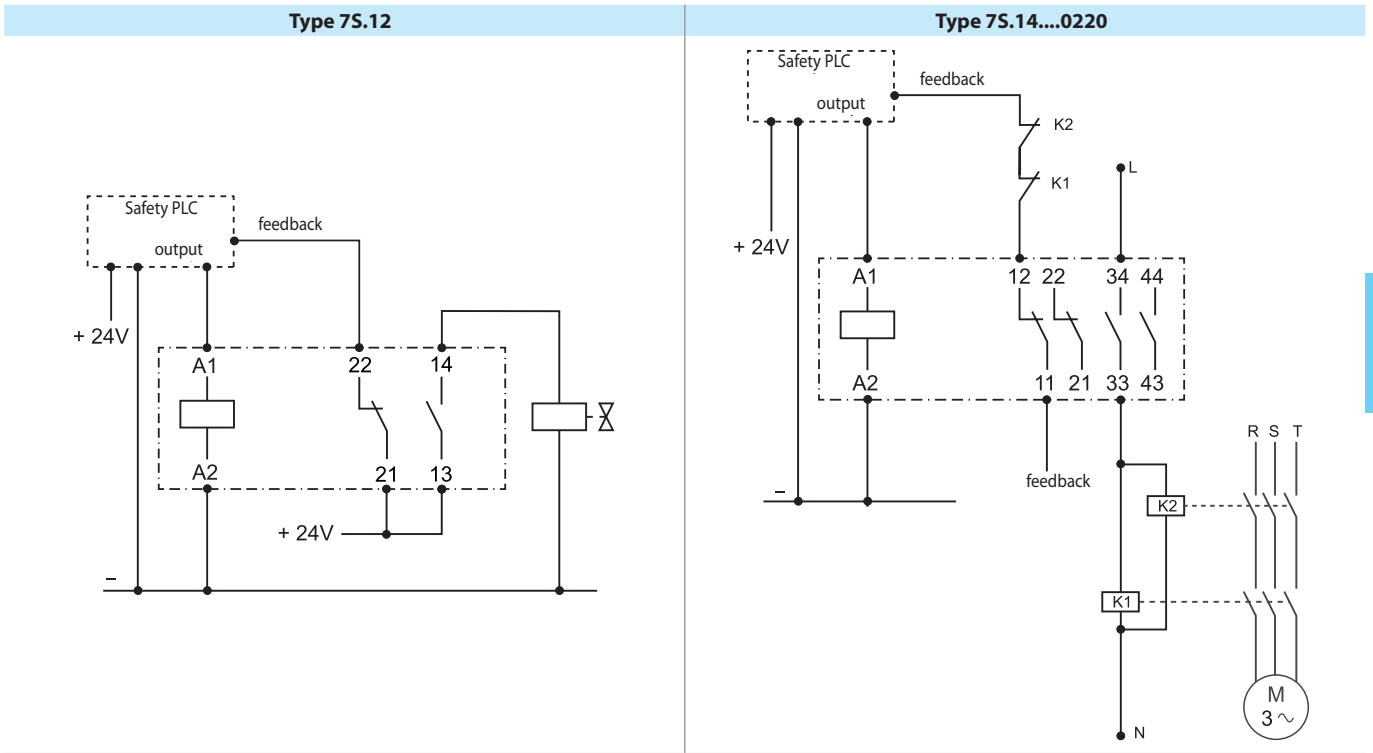 Type 7S.12
Type 7S.14....0220
Safety PLC
output
feedback
+ 24V
A1
22
14
A2
21
13
+ 24V
–
Safety PLC
output
feedback
K2
K1
L
+ 24V
A1
12 22 34 44
A2
11 21 33 43
–
feedback
R S T
K2
K1
M
3 ~
N